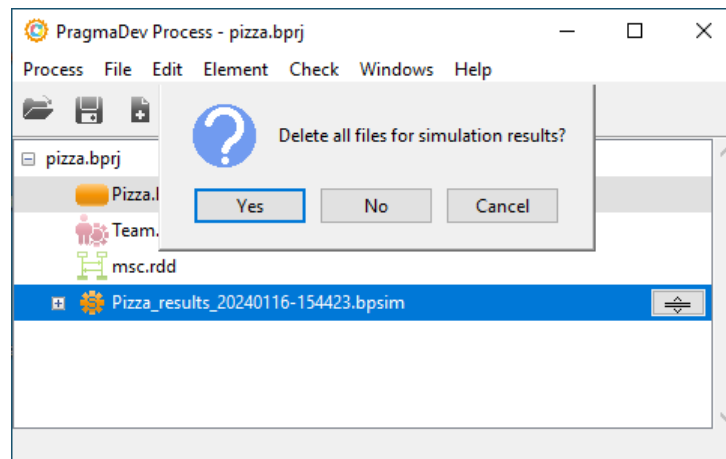 PragmaDev Process - pizza.bprj
Process File Edit Element Check Windows Help
Delete all files for simulation results?
Yes No Cancel
pizza.bprj
Pizza.
Team.
msc.rdd
Pizza_results_20240116-154423.bpsim